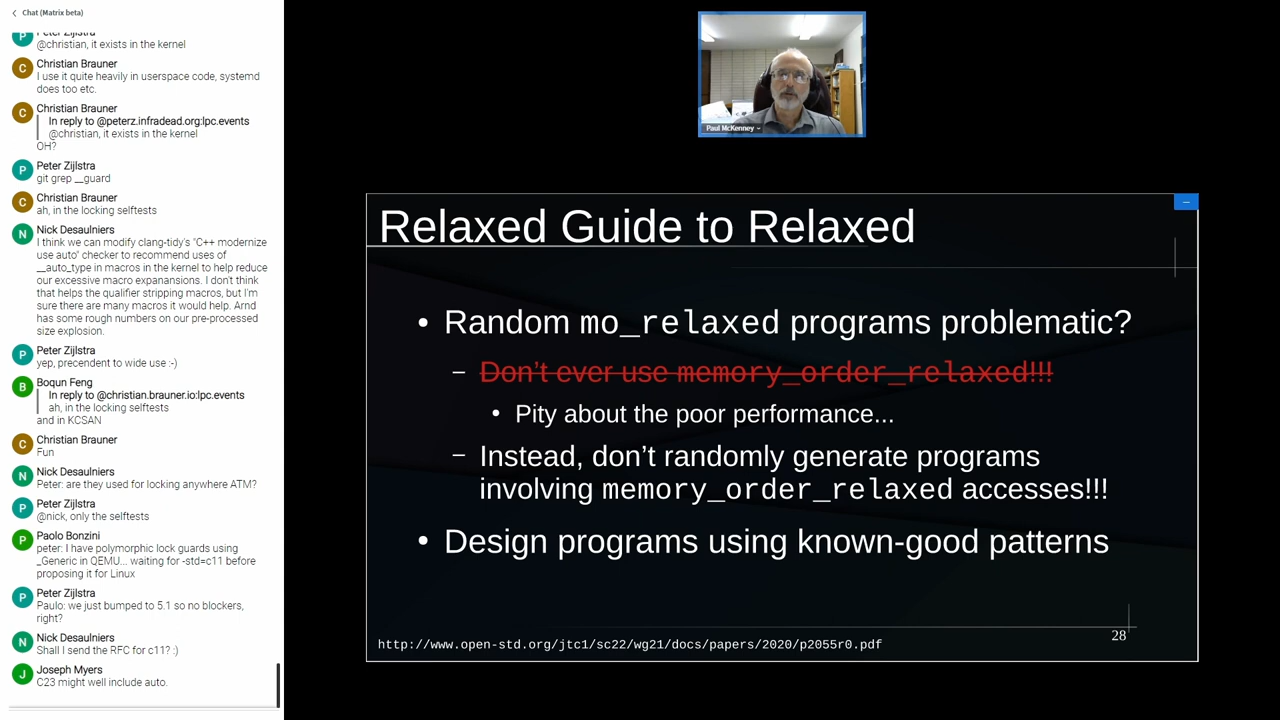 Chat (Matrix beta)
P
Peter Zijlstra
@christian, it exists in the kernel
C
Christian Brauner
I use it quite heavily in userspace code, systemd
does too etc.
C
Christian Brauner
In reply to @peterz.infradead.org:lpc.events
@christian, it exists in the kernel
OH?
P
Peter Zijlstra
git grep __guard
C
Christian Brauner
ah, in the locking selftests
N
Nick Desaulniers
I think we can modify clang-tidy's "C++ modernize
use auto" checker to recommend uses of
__auto_type in macros in the kernel to help reduce
our excessive macro expanansions. I don't think
that helps the qualifier stripping macros, but I'm
sure there are many macros it would help. Arnd
has some rough numbers on our pre-processed
size explosion.
P
Peter Zijlstra
yep, precendent to wide use :-)
B
Boqun Feng
In reply to @christian.brauner.io:lpc.events
ah, in the locking selftests
and in KCSAN
C
Christian Brauner
Fun
N
Nick Desaulniers
Peter: are they used for locking anywhere ATM?
P
Peter Zijlstra
@nick, only the selftests
P
Paolo Bonzini
peter: I have polymorphic lock guards using
_Generic in QEMU... waiting for -std=c11 before
proposing it for Linux
P
Peter Zijlstra
Paulo: we just bumped to 5.1 so no blockers,
right?
N
Nick Desaulniers
Shall I send the RFC for c11? :)
J
Joseph Myers
C23 might well include auto.
Paul McKenney
Relaxed Guide to Relaxed
• Random mo_relaxed programs problematic?
– Don't ever use memory_order_relaxed!!!
• Pity about the poor performance...
– Instead, don't randomly generate programs
involving memory_order_relaxed accesses!!!
• Design programs using known-good patterns
28
http://www.open-std.org/jtc1/sc22/wg21/docs/papers/2020/p2055r0.pdf